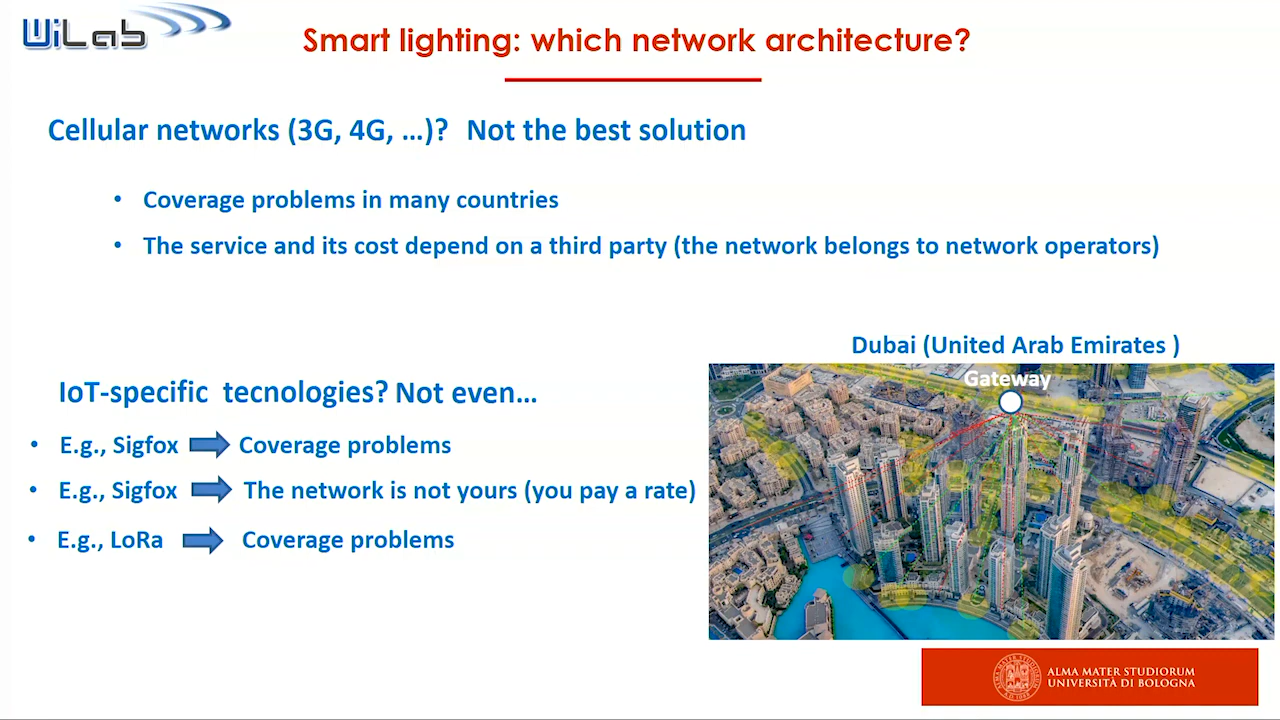 WiLab
Smart lighting: which network architecture?
Cellular networks (3G, 4G, …)? Not the best solution
• Coverage problems in many countries
• The service and its cost depend on a third party (the network belongs to network operators)
Dubai (United Arab Emirates )
Gateway
IoT-specific tecnologies? Not even…
• E.g., Sigfox Coverage problems
• E.g., Sigfox The network is not yours (you pay a rate)
• E.g., LoRa Coverage problems
ALMA MATER STUDIORUM
UNIVERSITÀ DI BOLOGNA